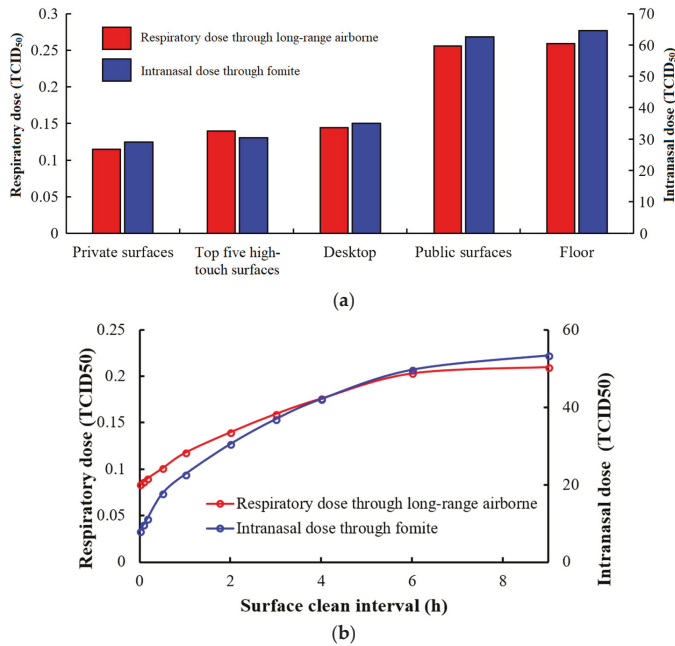 Respiratory dose (TCID50)
0.3
0.25
0.2
0.15
0.1
0.05
0
Respiratory dose through long-range airborne
Intranasal dose through fomite
70
60
50
40
30
20
10
0
Intranasal dose (TCID50)
Private surfaces
Top five high-
touch surfaces
Desktop
Public surfaces
Floor
(a)
Respiratory dose (TCID50)
0.25
0.2
0.15
0.1
0.05
0
Respiratory dose through long-range airborne
Intranasal dose through fomite
60
40
20
0
Intranasal dose (TCID50)
0 2 4 6 8
Surface clean interval (h)
(b)